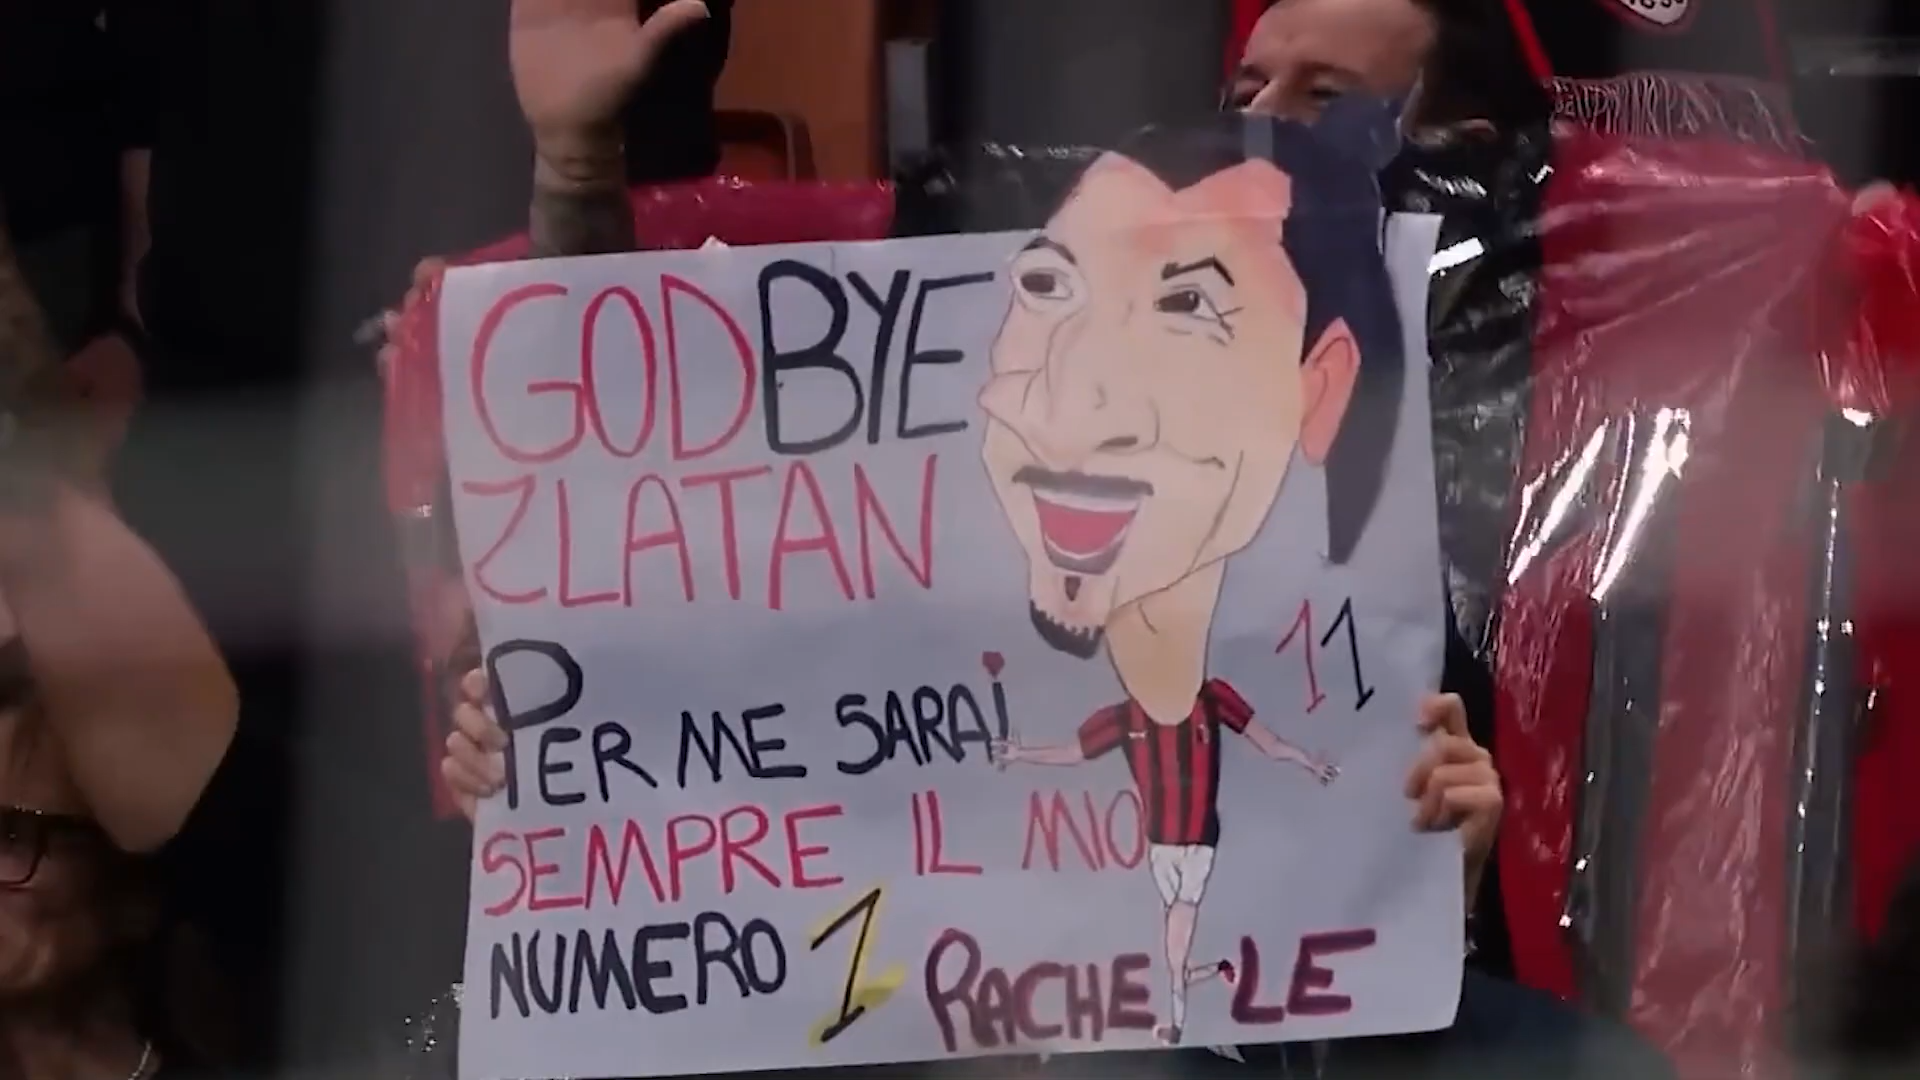 GODBYE
ZLATAN
PER ME SARAi
SEMPRE IL MIO
NUMERO 1
RACHELE
11